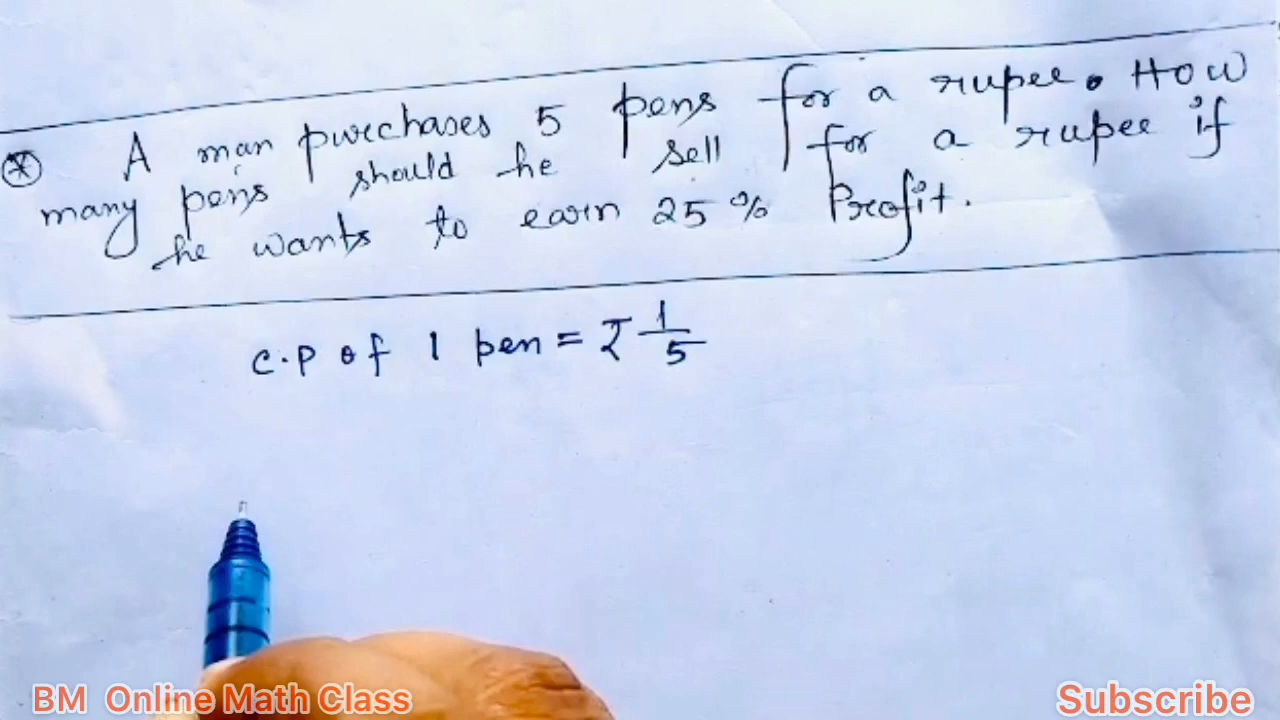 A man purchases 5 pens for a rupee. How
many pens should he sell for a rupee if
he wants to earn 25% Profit.
C.P of 1 pen = ₹ 1/5
BM Online Math Class
Subscribe